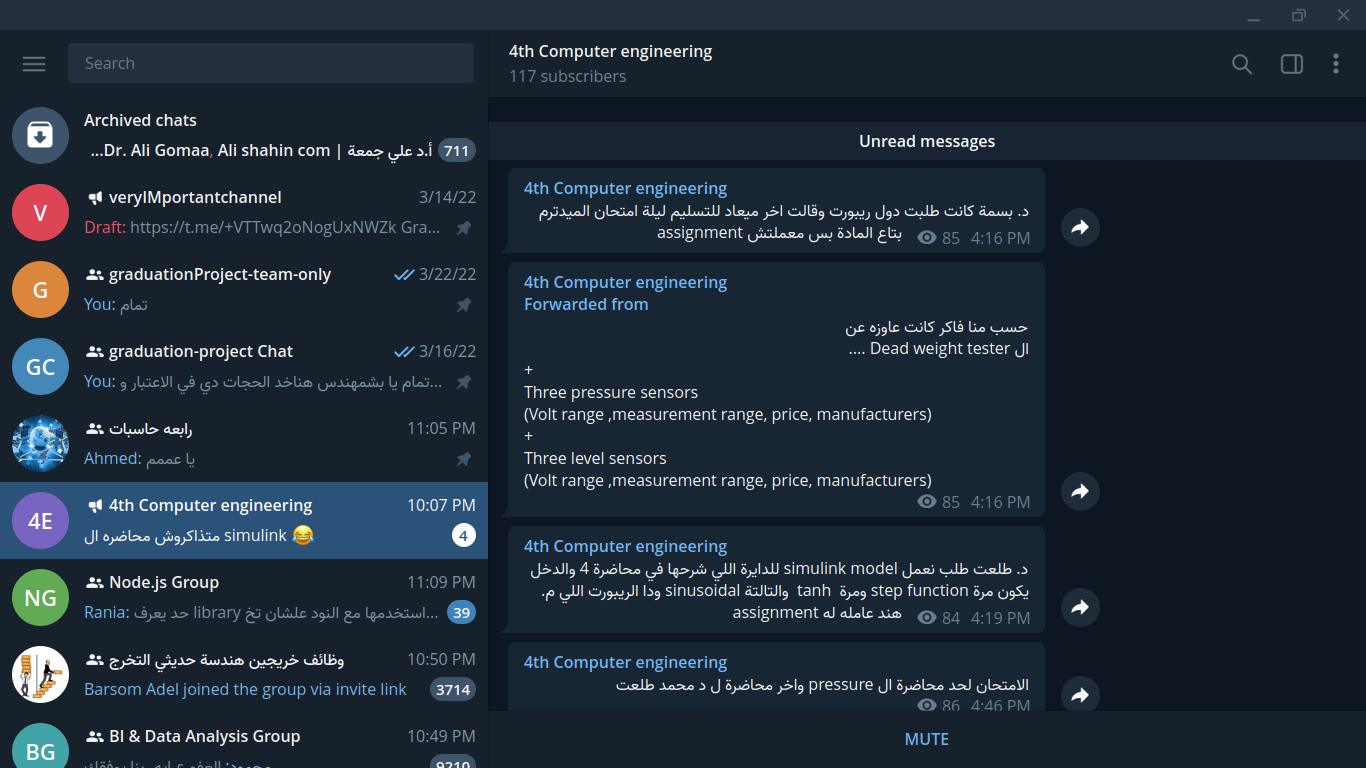 Search
Archived chats
...Dr. Ali Gomaa, Ali shahin com | أ.د علي جمعة
711
V
veryIMportantchannel
3/14/22
Draft: https://t.me/+VTTwq2oNogUxNWZk Gra...
G
graduationProject-team-only
3/22/22
You: تمام
GC
graduation-project Chat
3/16/22
You: تمام يا بشمهندس هناخد الحجات دي في الاعتبار و...
رابعه حاسبات
11:05 PM
Ahmed: يا عممم
4E
4th Computer engineering
10:07 PM
متذاكروش محاضره ال simulink 😂
4
NG
Node.js Group
11:09 PM
Rania: حد يعرف library استخدمها مع النود علشان تخ...
39
وظائف خريجين هندسة حديثي التخرج
10:50 PM
Barsom Adel joined the group via invite link
3714
BG
BI & Data Analysis Group
10:49 PM
9210
4th Computer engineering
117 subscribers
Unread messages
4th Computer engineering
د. بسمة كانت طلبت دول ريبورت وقالت اخر ميعاد للتسليم ليلة امتحان الميدترم
بتاع المادة بس معملتش assignment
85 4:16 PM
4th Computer engineering
Forwarded from
حسب منا فاكر كانت عاوزه عن
ال Dead weight tester ....
+
Three pressure sensors
(Volt range ,measurement range, price, manufacturers)
+
Three level sensors
(Volt range ,measurement range, price, manufacturers)
85 4:16 PM
4th Computer engineering
د. طلعت طلب نعمل simulink model للدايرة اللي شرحها في محاضرة 4 والدخل
يكون مرة step function ومرة tanh والتالتة sinusoidal ودا الريبورت اللي م.
هند عامله له assignment
84 4:19 PM
4th Computer engineering
الامتحان لحد محاضرة ال pressure واخر محاضرة ل د محمد طلعت
86 4:46 PM
MUTE